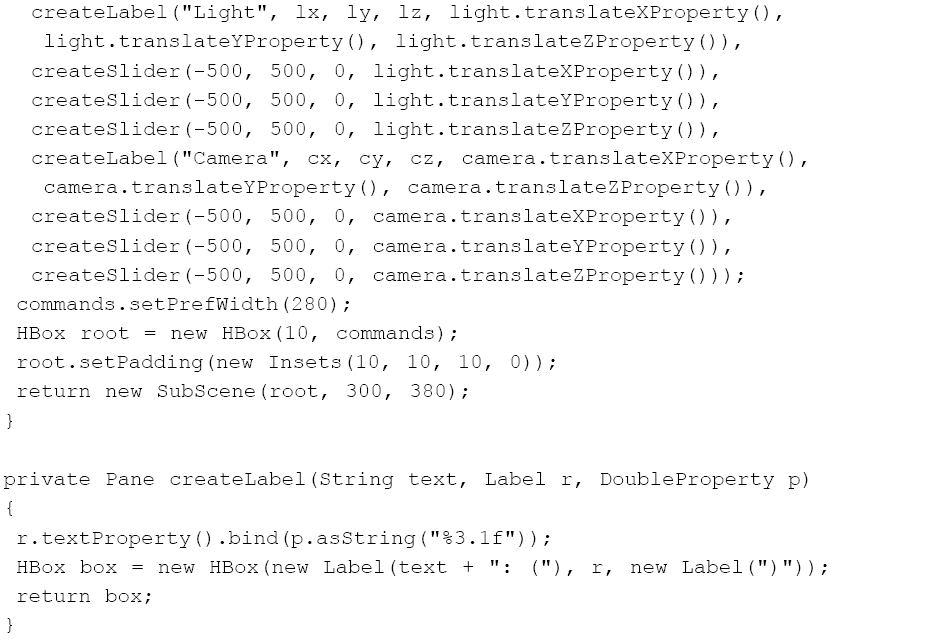 createLabel("Light", lx, ly, lz, light.translateXProperty(),
light.translateYProperty(), light.translateZProperty()),
createSlider(-500, 500, 0, light.translateXProperty()),
createSlider(-500, 500, 0, light.translateYProperty()),
createSlider(-500, 500, 0, light.translateZProperty()),
createLabel("Camera", cx, cy, cz, camera.translateXProperty(),
camera.translateYProperty(), camera.translateZProperty()),
createSlider(-500, 500, 0, camera.translateXProperty()),
createSlider(-500, 500, 0, camera.translateYProperty()),
createSlider(-500, 500, 0, camera.translateZProperty()));
commands.setPrefWidth(280);
HBox root = new HBox(10, commands);
root.setPadding(new Insets(10, 10, 10, 0));
return new SubScene(root, 300, 380);
}
private Pane createLabel(String text, Label r, DoubleProperty p)
{
r.textProperty().bind(p.asString("%3.1f"));
HBox box = new HBox(new Label(text + ": ("), r, new Label(")"));
return box;
}